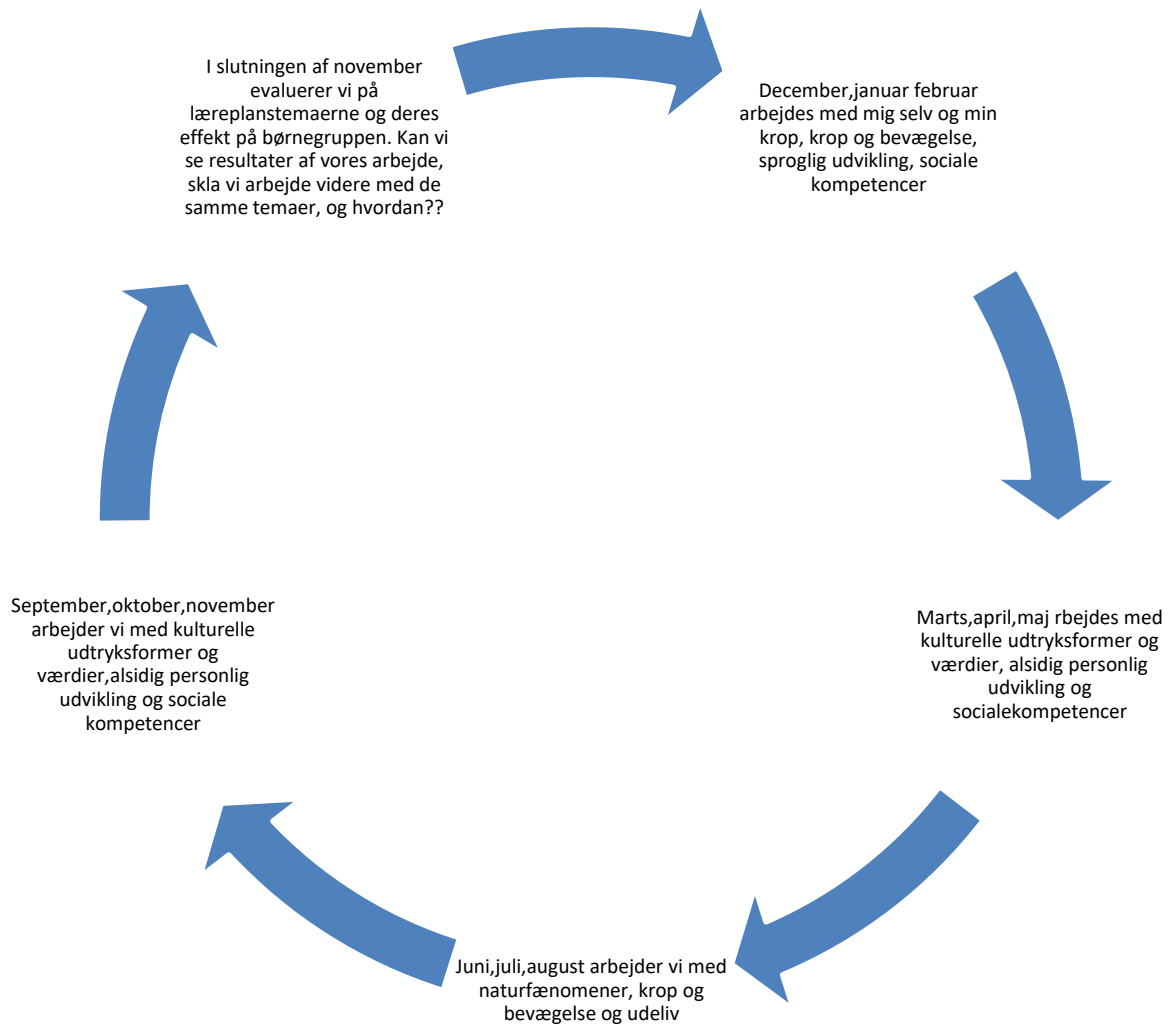 I slutningen af november
evaluerer vi på
læreplanstemaerne og deres
effekt på børnegruppen. Kan vi
se resultater af vores arbejde,
skla vi arbejde videre med de
samme temaer, og hvordan??
December,januar februar
arbejdes med mig selv og min
krop, krop og bevægelse,
sproglig udvikling, sociale
kompetencer
Marts,april,maj rbejdes med
kulturelle udtryksformer og
værdier, alsidig personlig
udvikling og
socialekompetencer
Juni,juli,august arbejder vi med
naturfænomener, krop og
bevægelse og udeliv
September,oktober,november
arbejder vi med kulturelle
udtryksformer og
værdier,alsidig personlig
udvikling og sociale
kompetencer